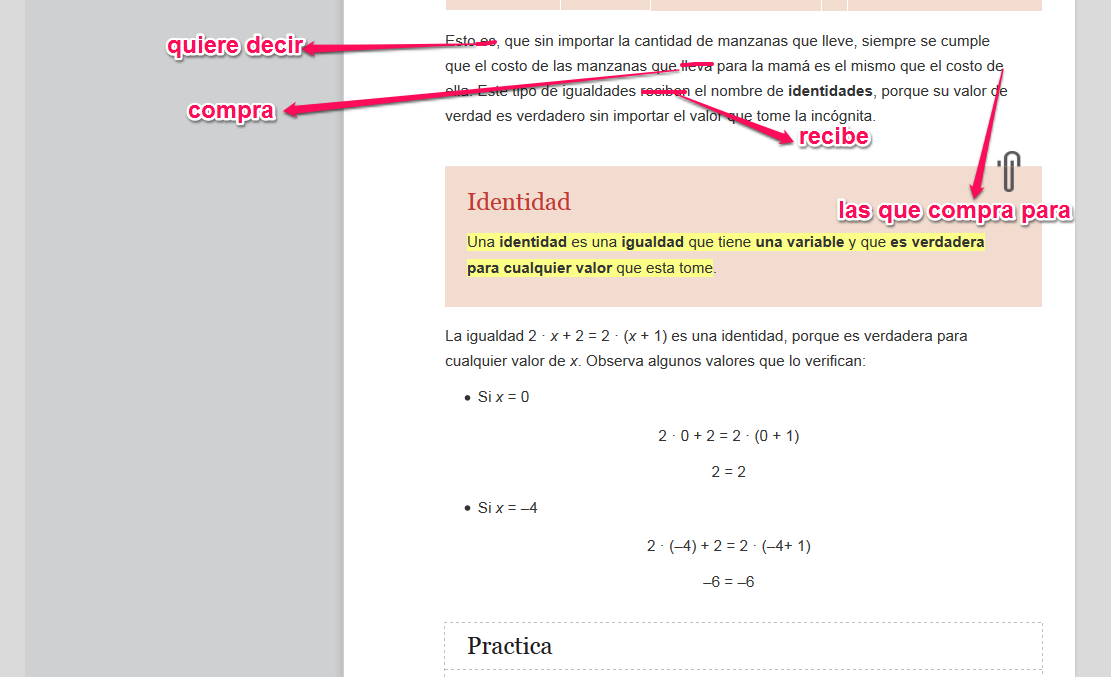 quiere decir
Esto es, que sin importar la cantidad de manzanas que lleve, siempre se cumple
que el costo de las manzanas que lleva para la mamá es el mismo que el costo de
compra
ella. Este tipo de igualdades reciben el nombre de identidades, porque su valor de
verdad es verdadero sin importar el valor que tome la incógnita.
recibe
Identidad
las que compra para
Una identidad es una igualdad que tiene una variable y que es verdadera
para cualquier valor que esta tome.
La igualdad 2 · x + 2 = 2 · (x + 1) es una identidad, porque es verdadera para
cualquier valor de x. Observa algunos valores que lo verifican:
• Si x = 0
2 · 0 + 2 = 2 · (0 + 1)
2 = 2
• Si x = –4
2 · (–4) + 2 = 2 · (–4+ 1)
–6 = –6
Practica